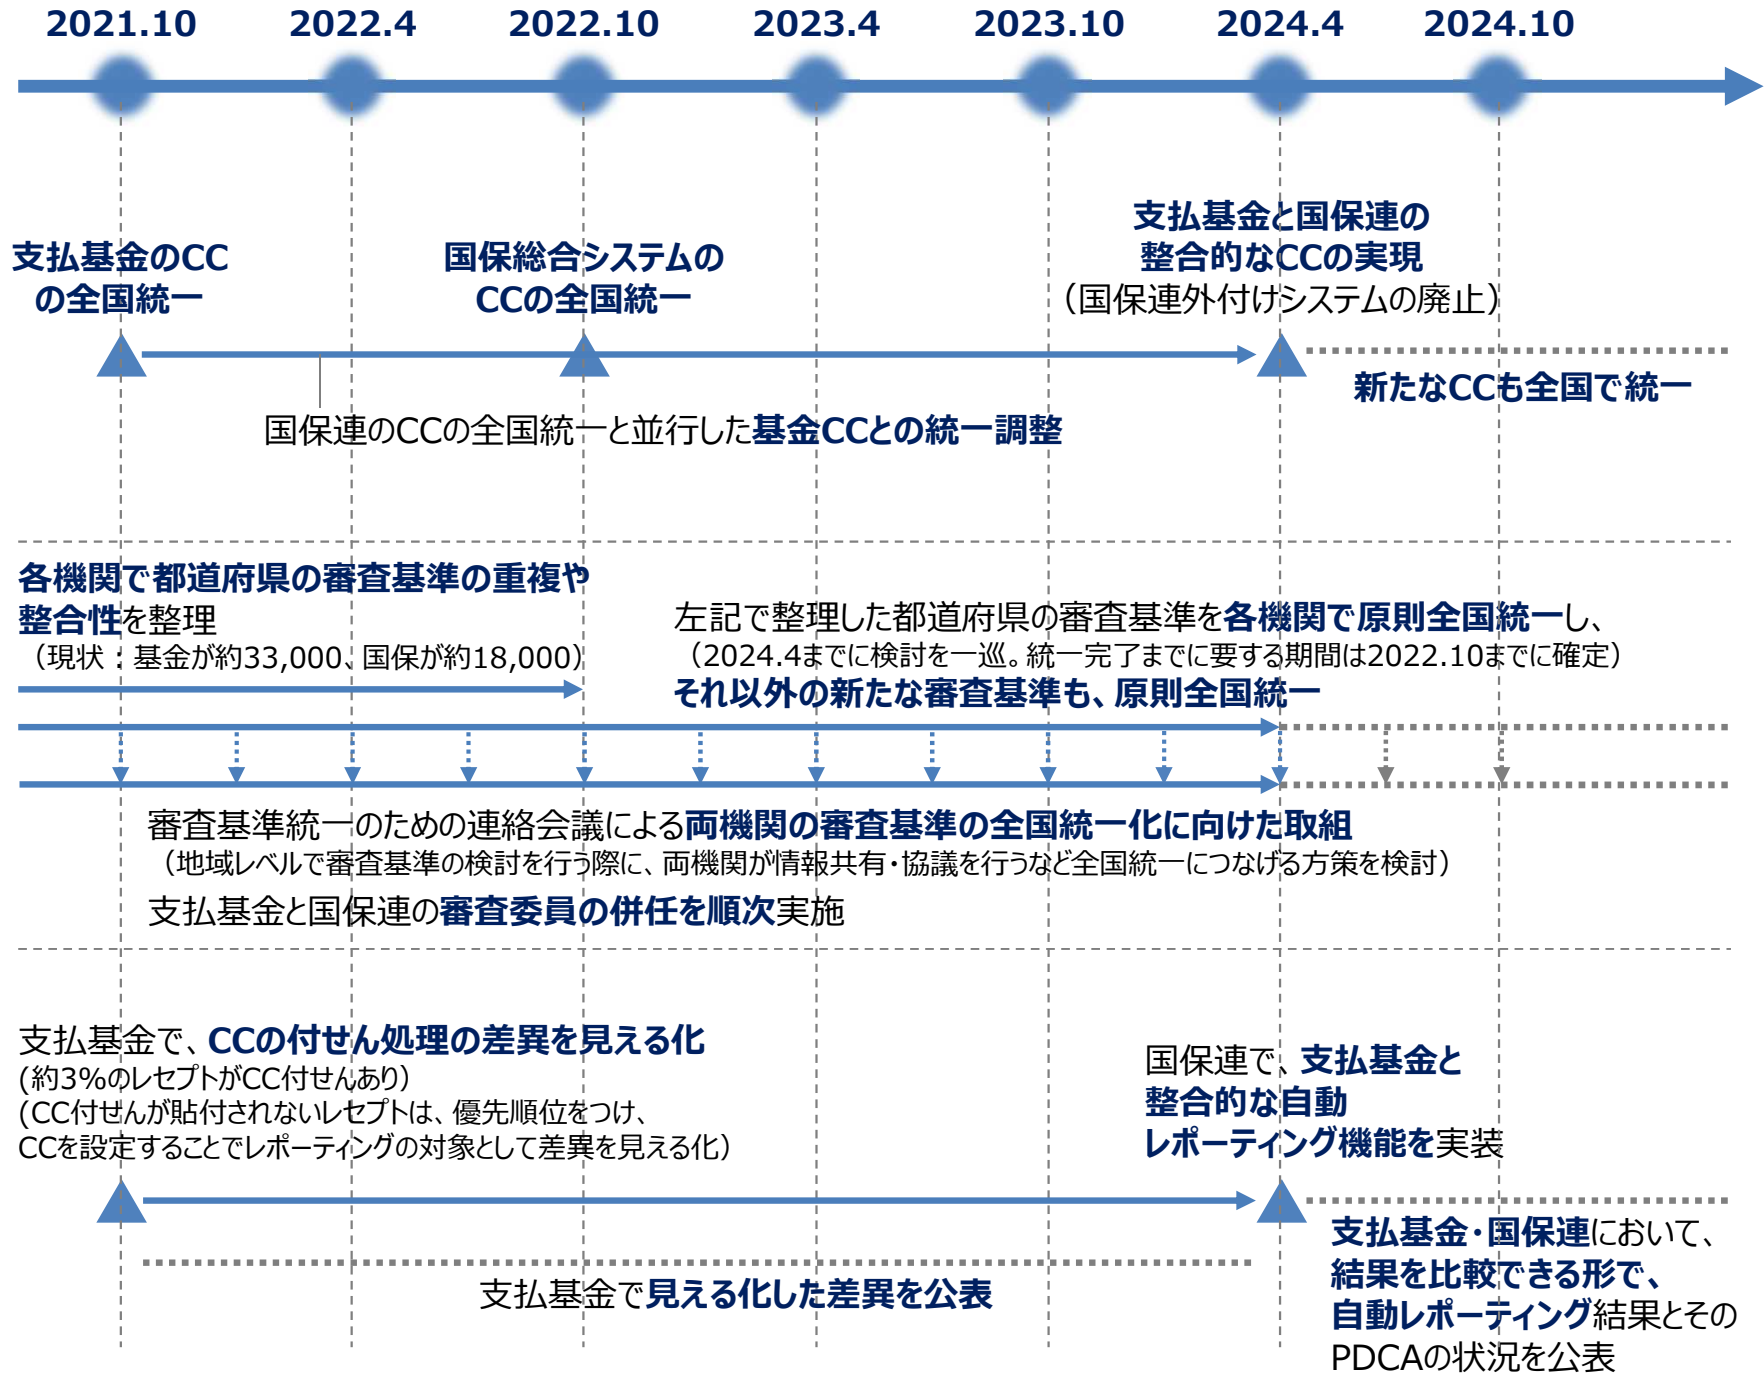 2021.10 2022.4 2022.10 2023.4 2023.10 2024.4 2024.10
支払基金のCC
の全国統一
国保総合システムの
CCの全国統一
支払基金と国保連の
整合的なCCの実現
（国保連外付けシステムの廃止）
新たなCCも全国で統一
国保連のCCの全国統一と並行した基金CCとの統一調整
各機関で都道府県の審査基準の重複や
整合性を整理
（現状：基金が約33,000、国保が約18,000）
左記で整理した都道府県の審査基準を各機関で原則全国統一し、
（2024.4までに検討を一巡。統一完了までに要する期間は2022.10までに確定）
それ以外の新たな審査基準も、原則全国統一
審査基準統一のための連絡会議による両機関の審査基準の全国統一化に向けた取組
（地域レベルで審査基準の検討を行う際に、両機関が情報共有・協議を行うなど全国統一につなげる方策を検討）
支払基金と国保連の審査委員の併任を順次実施
支払基金で、CCの付せん処理の差異を見える化
(約3%のレセプトがCC付せんあり）
(CC付せんが貼付されないレセプトは、優先順位をつけ、
CCを設定することでレポーティングの対象として差異を見える化）
国保連で、支払基金と
整合的な自動
レポーティング機能を実装
支払基金で見える化した差異を公表
支払基金・国保連において、
結果を比較できる形で、
自動レポーティング結果とその
PDCAの状況を公表